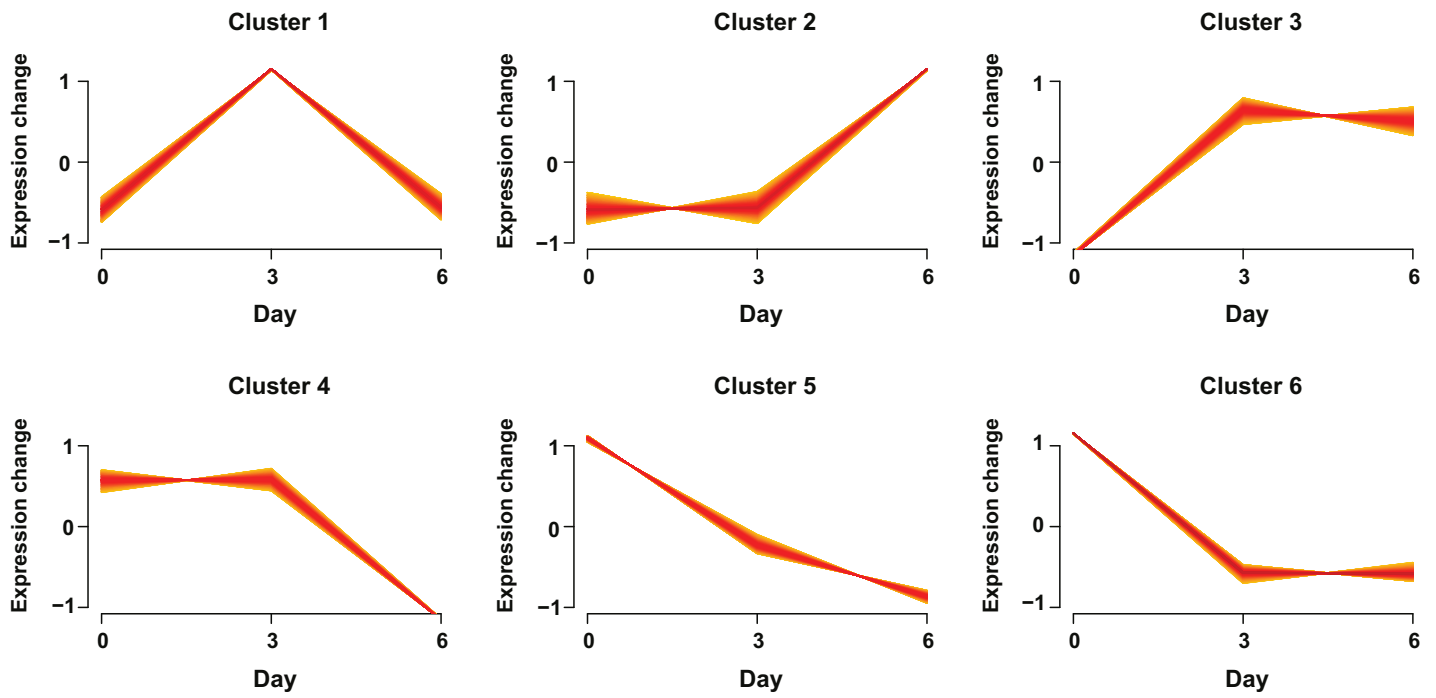 Cluster 1
Expression change
1
0
−1
0 3 6
Day
Cluster 2
Expression change
1
0
−1
0 3 6
Day
Cluster 3
Expression change
1
0
−1
0 3 6
Day
Cluster 4
Expression change
1
0
−1
0 3 6
Day
Cluster 5
Expression change
1
0
−1
0 3 6
Day
Cluster 6
Expression change
1
0
−1
0 3 6
Day